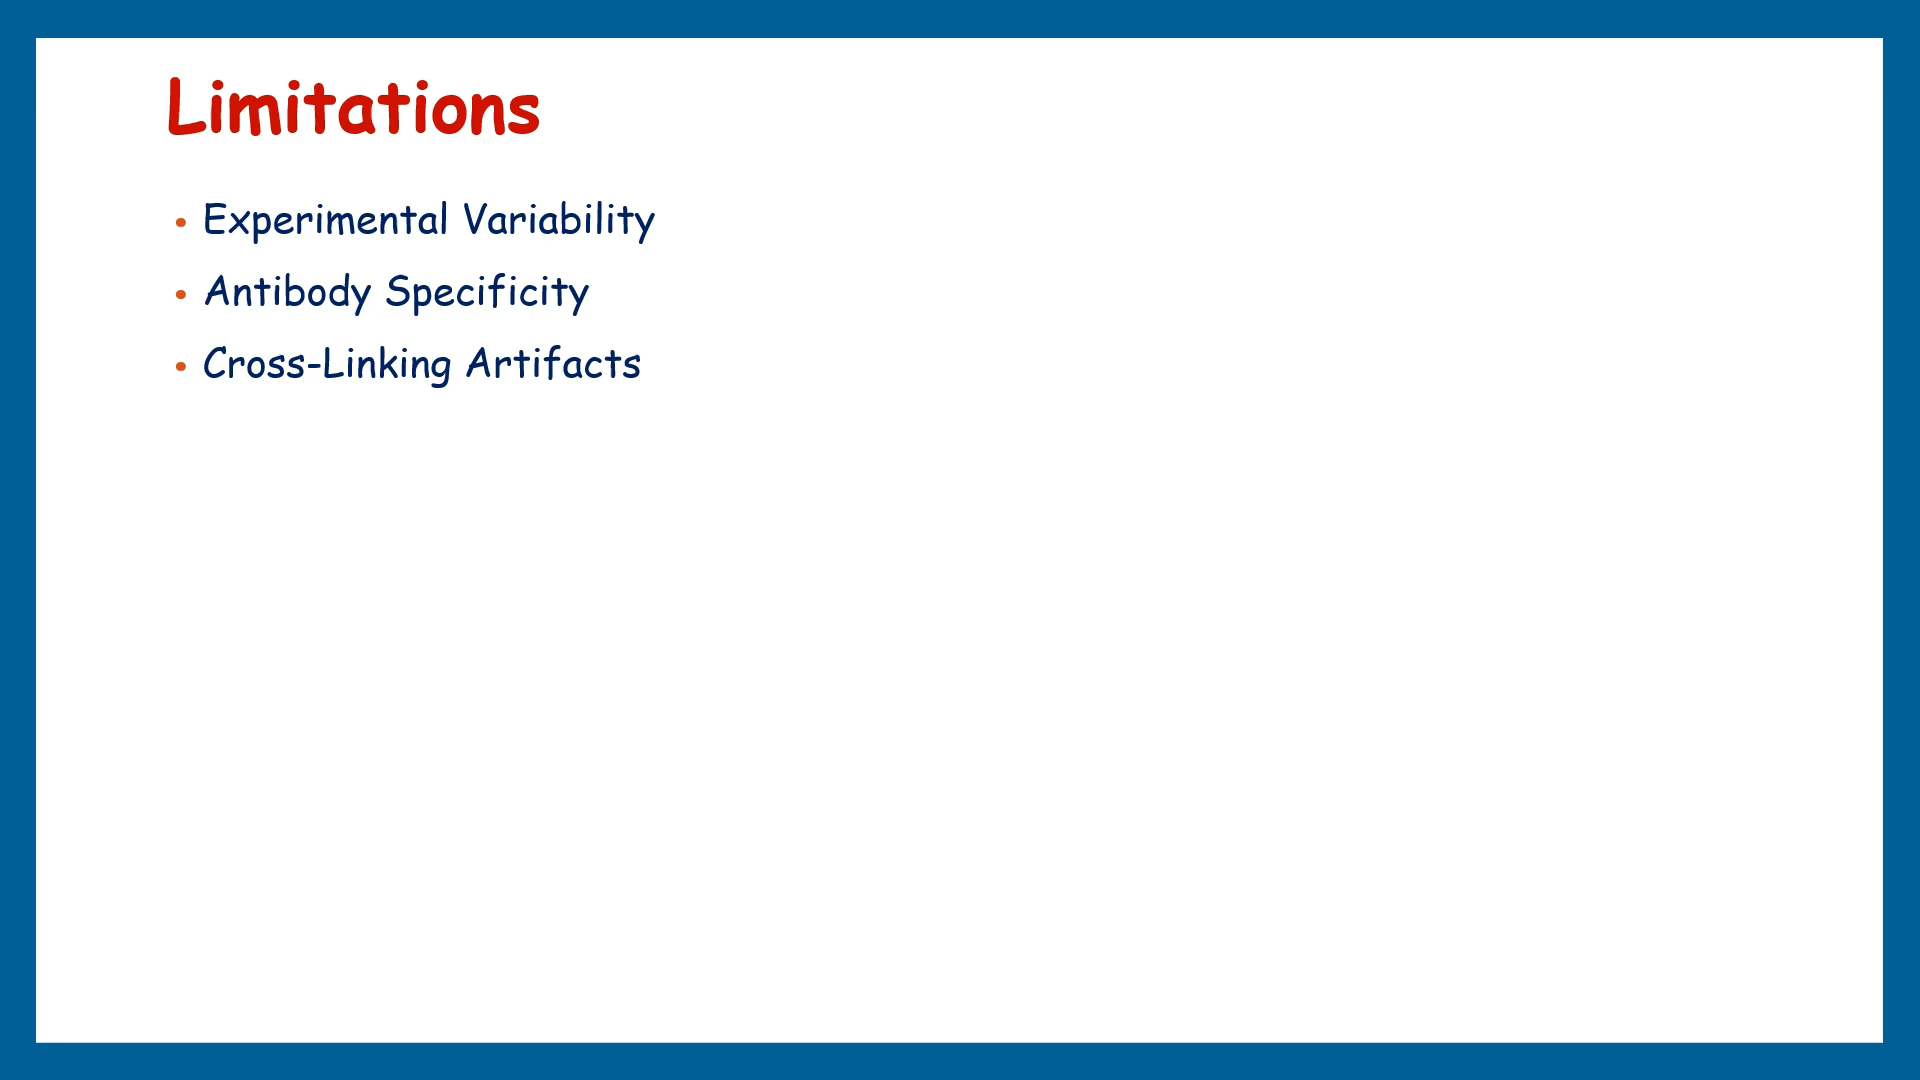 Limitations
• Experimental Variability
• Antibody Specificity
• Cross-Linking Artifacts